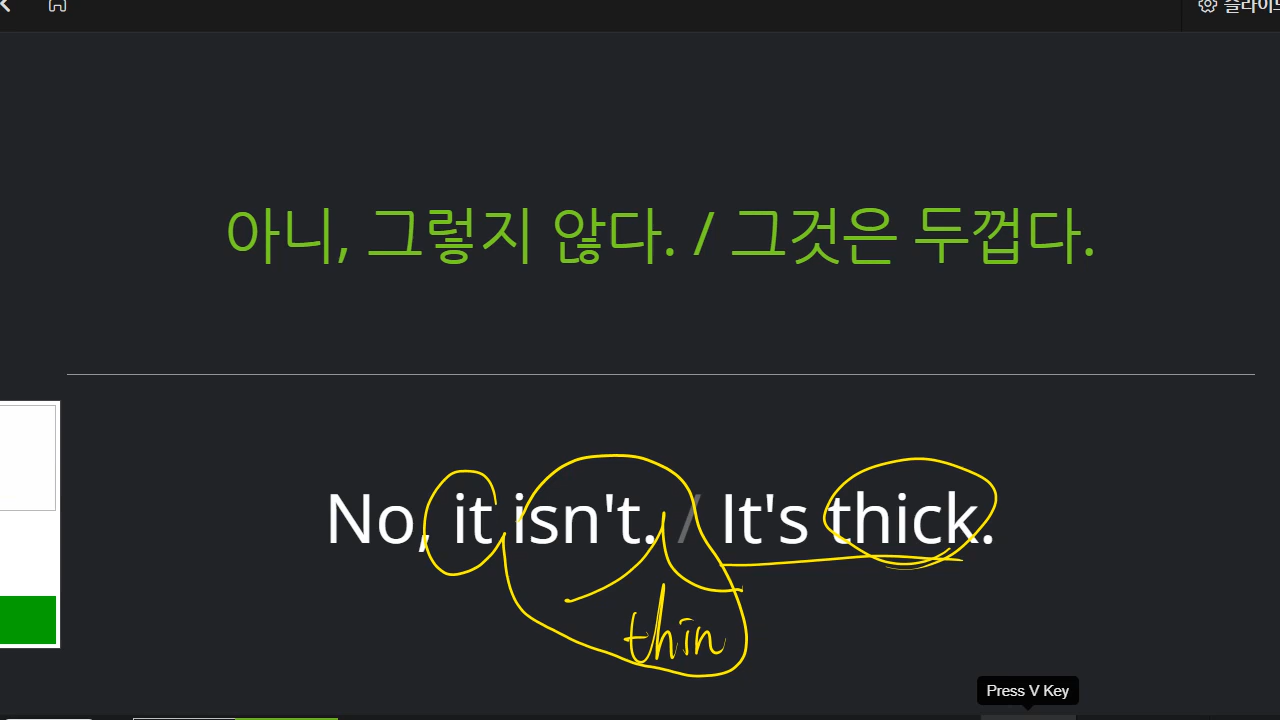 아니, 그렇지 않다. / 그것은 두껍다.
No, it isn't. / It's thick.
thin
Press V Key